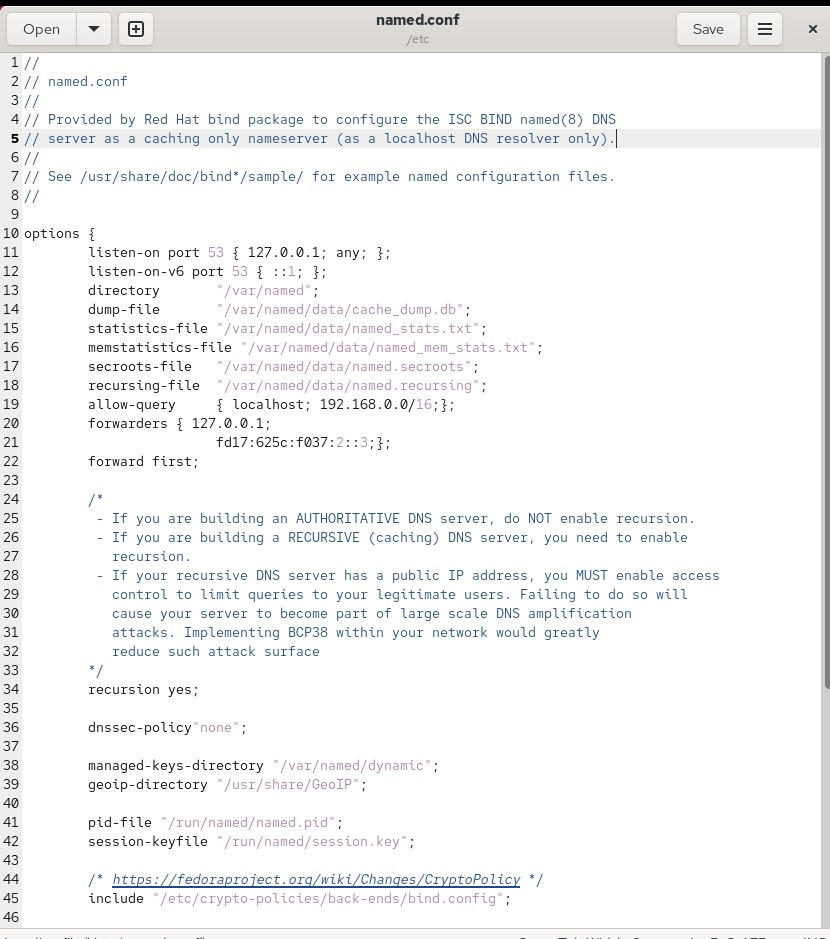 Open
named.conf
/etc
Save
1 //
2 // named.conf
3 //
4 // Provided by Red Hat bind package to configure the ISC BIND named(8) DNS
5 // server as a caching only nameserver (as a localhost DNS resolver only).
6 //
7 // See /usr/share/doc/bind*/sample/ for example named configuration files.
8 //
9
10 options {
11         listen-on port 53 { 127.0.0.1; any; };
12         listen-on-v6 port 53 { ::1; };
13         directory       "/var/named";
14         dump-file       "/var/named/data/cache_dump.db";
15         statistics-file "/var/named/data/named_stats.txt";
16         memstatistics-file "/var/named/data/named_mem_stats.txt";
17         secroots-file   "/var/named/data/named.secroots";
18         recursing-file  "/var/named/data/named.recursing";
19         allow-query     { localhost; 192.168.0.0/16;};
20         forwarders { 127.0.0.1;
21                         fd17:625c:f037:2::3;};
22         forward first;
23
24         /*
25          - If you are building an AUTHORITATIVE DNS server, do NOT enable recursion.
26          - If you are building a RECURSIVE (caching) DNS server, you need to enable
27            recursion.
28          - If your recursive DNS server has a public IP address, you MUST enable access
29            control to limit queries to your legitimate users. Failing to do so will
30            cause your server to become part of large scale DNS amplification
31            attacks. Implementing BCP38 within your network would greatly
32            reduce such attack surface
33         */
34         recursion yes;
35
36         dnssec-policy"none";
37
38         managed-keys-directory "/var/named/dynamic";
39         geoip-directory "/usr/share/GeoIP";
40
41         pid-file "/run/named/named.pid";
42         session-keyfile "/run/named/session.key";
43
44         /* https://fedoraproject.org/wiki/Changes/CryptoPolicy */
45         include "/etc/crypto-policies/back-ends/bind.config";
46